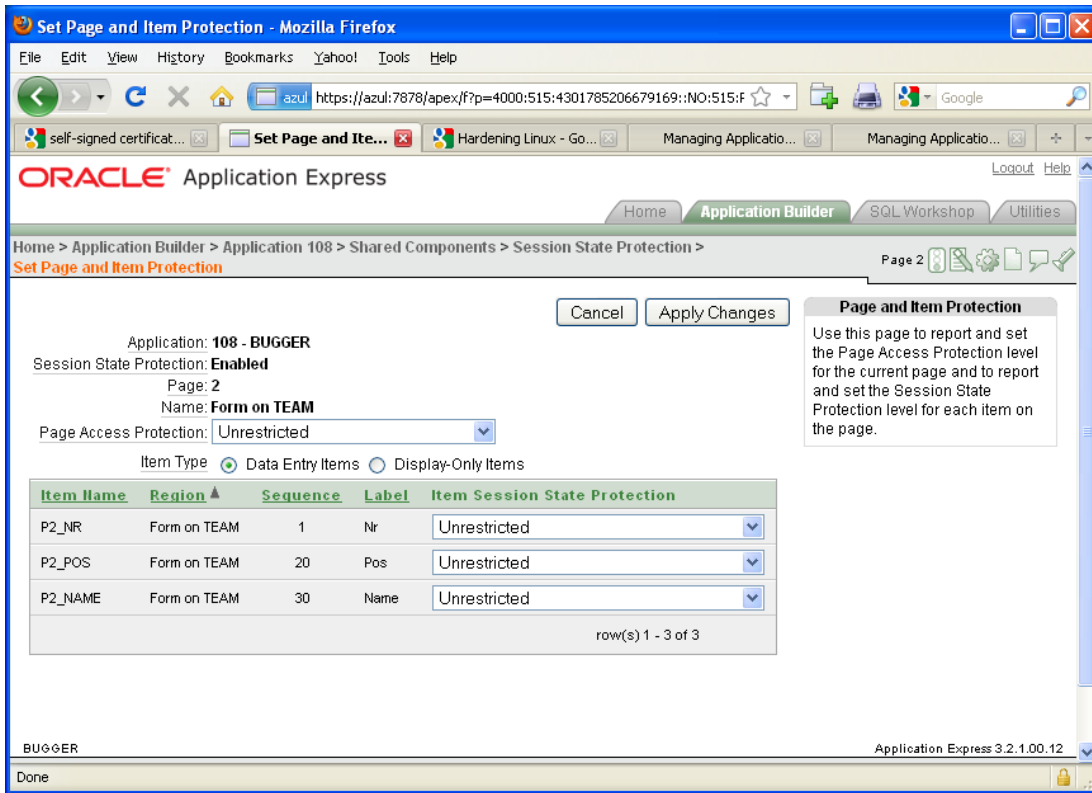 Set Page and Item Protection - Mozilla Firefox
File Edit View History Bookmarks Yahoo! Tools Help
azul https://azul:7878/apex/f?p=4000:515:4301785206679169::NO:515:F Google
self-signed certificat... Set Page and Ite... Hardening Linux - Go... Managing Applicatio... Managing Applicatio...
Logout Help
ORACLE Application Express
Home Application Builder SQL Workshop Utilities
Home > Application Builder > Application 108 > Shared Components > Session State Protection >
Set Page and Item Protection
Page 2
Cancel Apply Changes
Application: 108 - BUGGER
Session State Protection: Enabled
Page: 2
Name: Form on TEAM
Page Access Protection: Unrestricted
Item Type Data Entry Items Display-Only Items
Item Name Region Sequence Label Item Session State Protection
P2_NR Form on TEAM 1 Nr Unrestricted
P2_POS Form on TEAM 20 Pos Unrestricted
P2_NAME Form on TEAM 30 Name Unrestricted
row(s) 1 - 3 of 3
Page and Item Protection
Use this page to report and set
the Page Access Protection level
for the current page and to report
and set the Session State
Protection level for each item on
the page.
BUGGER
Application Express 3.2.1.00.12
Done